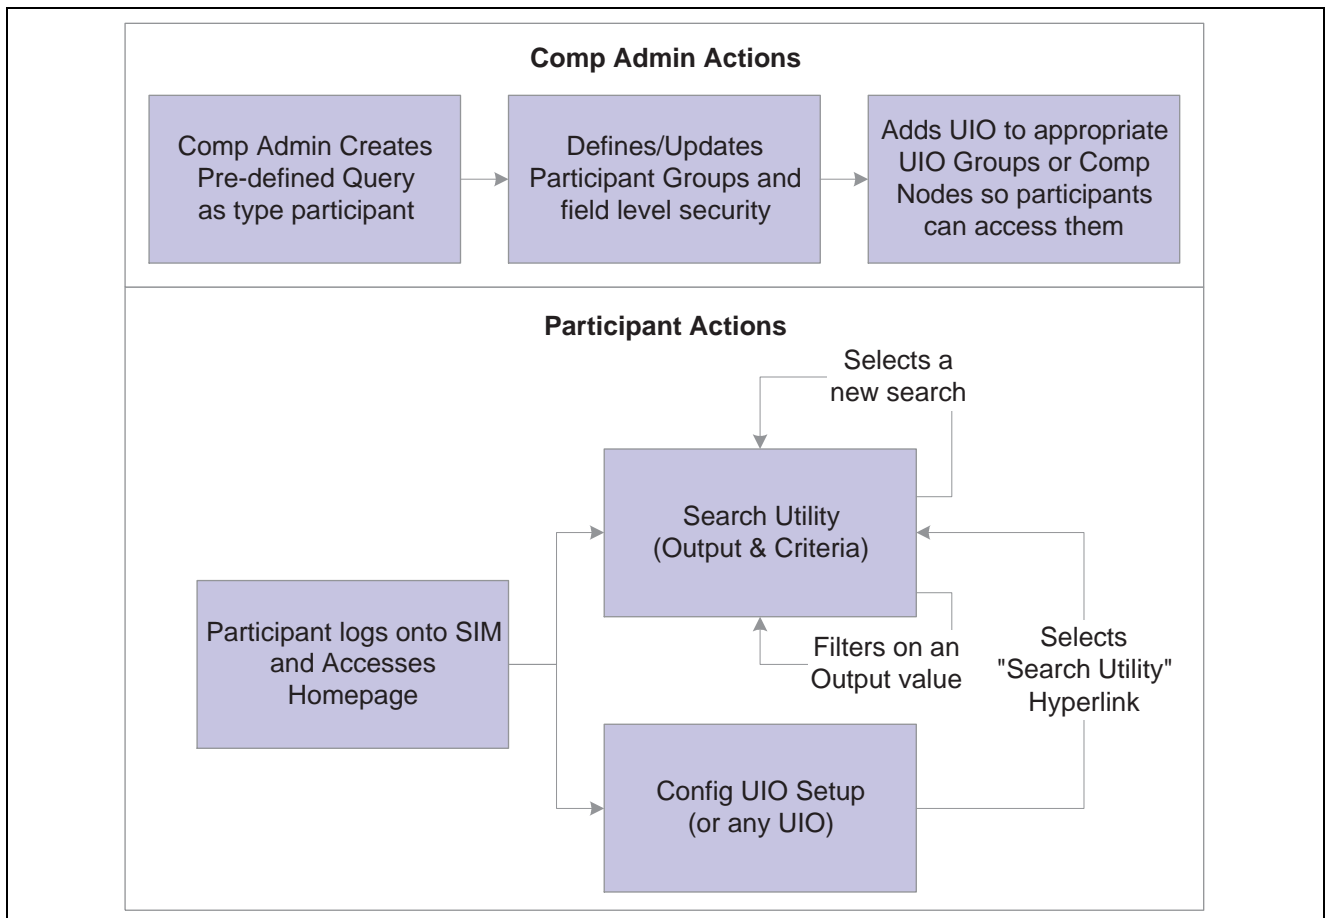 Comp Admin Actions
Comp Admin Creates
Pre-defined Query
as type participant
Defines/Updates
Participant Groups and
field level security
Adds UIO to appropriate
UIO Groups or Comp
Nodes so participants
can access them
Participant Actions
Selects a
new search
Search Utility
(Output & Criteria)
Participant logs onto SIM
and Accesses
Homepage
Filters on an
Output value
Selects
"Search Utility"
Hyperlink
Config UIO Setup
(or any UIO)